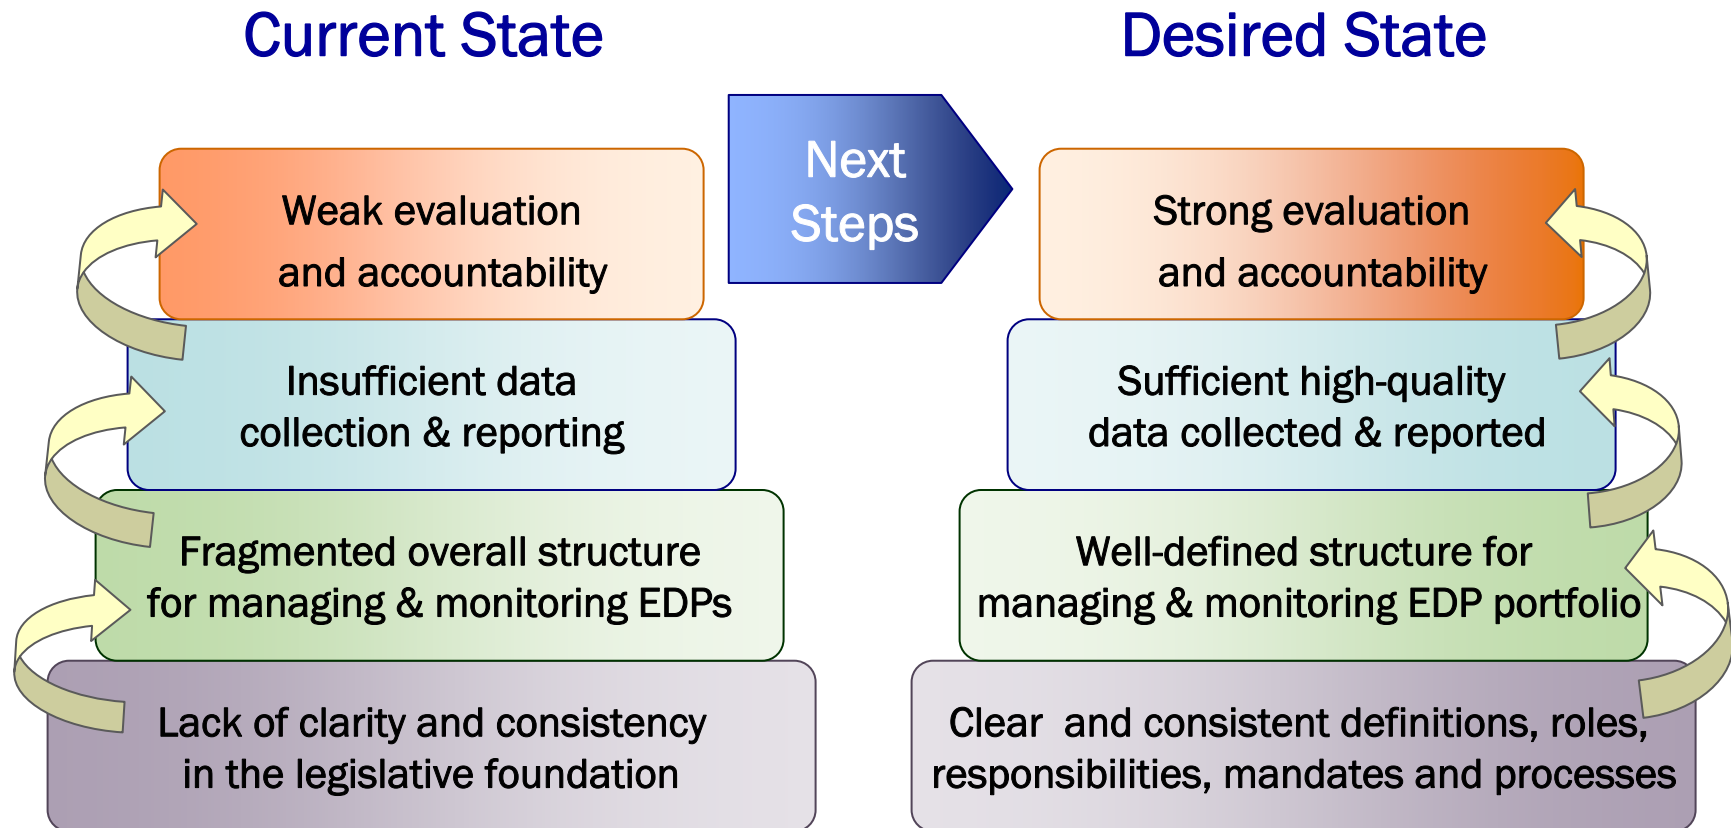 Current State
Desired State
Next
Steps
Weak evaluation
and accountability
Insufficient data
collection & reporting
Fragmented overall structure
for managing & monitoring EDPs
Lack of clarity and consistency
in the legislative foundation
Strong evaluation
and accountability
Sufficient high-quality
data collected & reported
Well-defined structure for
managing & monitoring EDP portfolio
Clear  and consistent definitions, roles,
responsibilities, mandates and processes